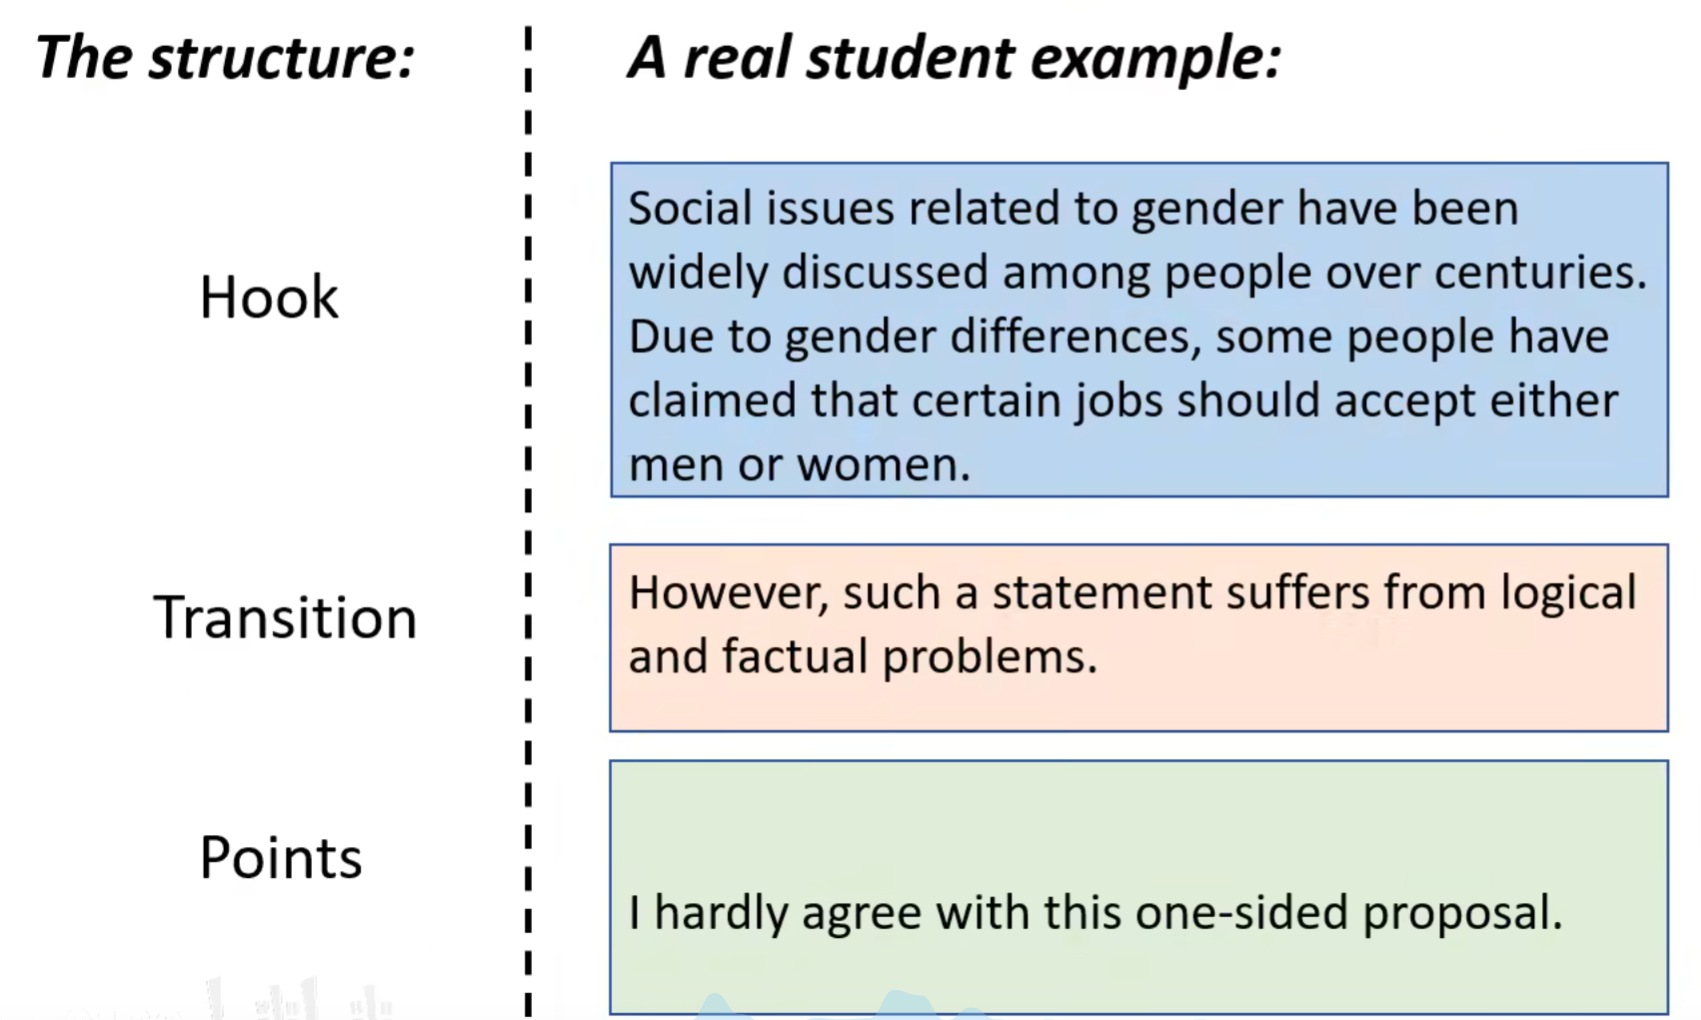 The structure:
A real student example:
Hook
Social issues related to gender have been
widely discussed among people over centuries.
Due to gender differences, some people have
claimed that certain jobs should accept either
men or women.
Transition
However, such a statement suffers from logical
and factual problems.
Points
I hardly agree with this one-sided proposal.